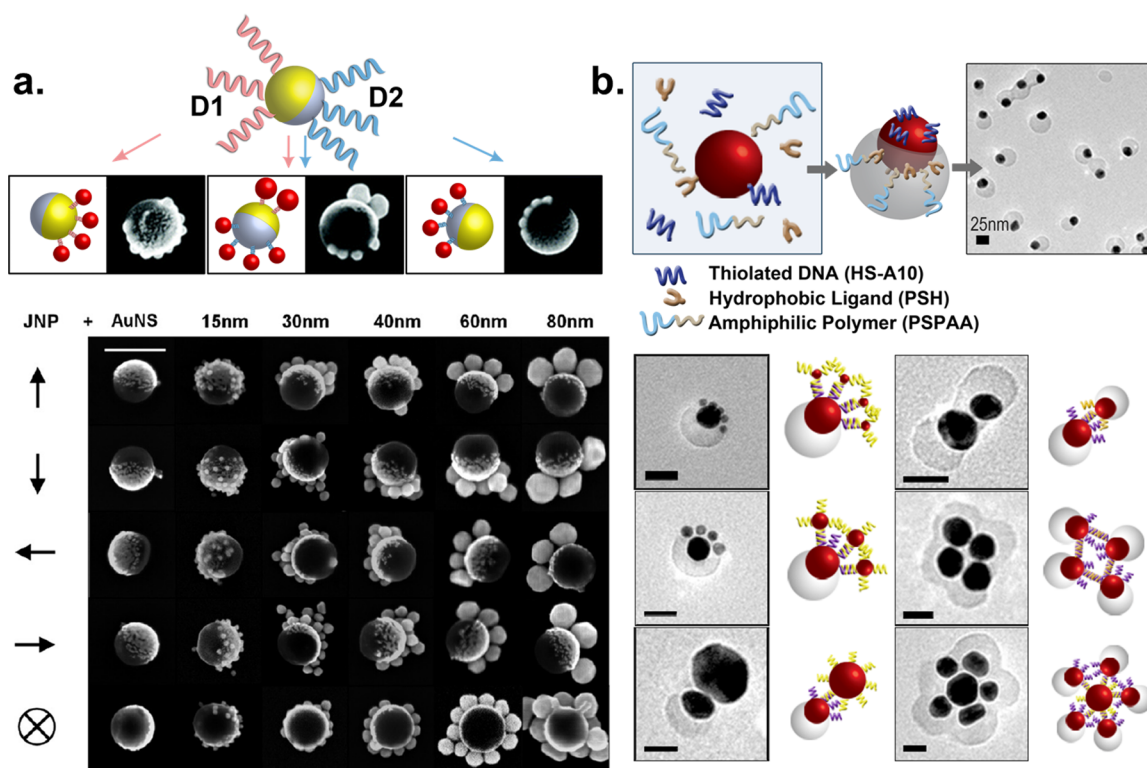 a.
D1
D2
JNP + AuNS 15nm 30nm 40nm 60nm 80nm
b.
25nm
Thiolated DNA (HS-A10)
Hydrophobic Ligand (PSH)
Amphiphilic Polymer (PSPAA)